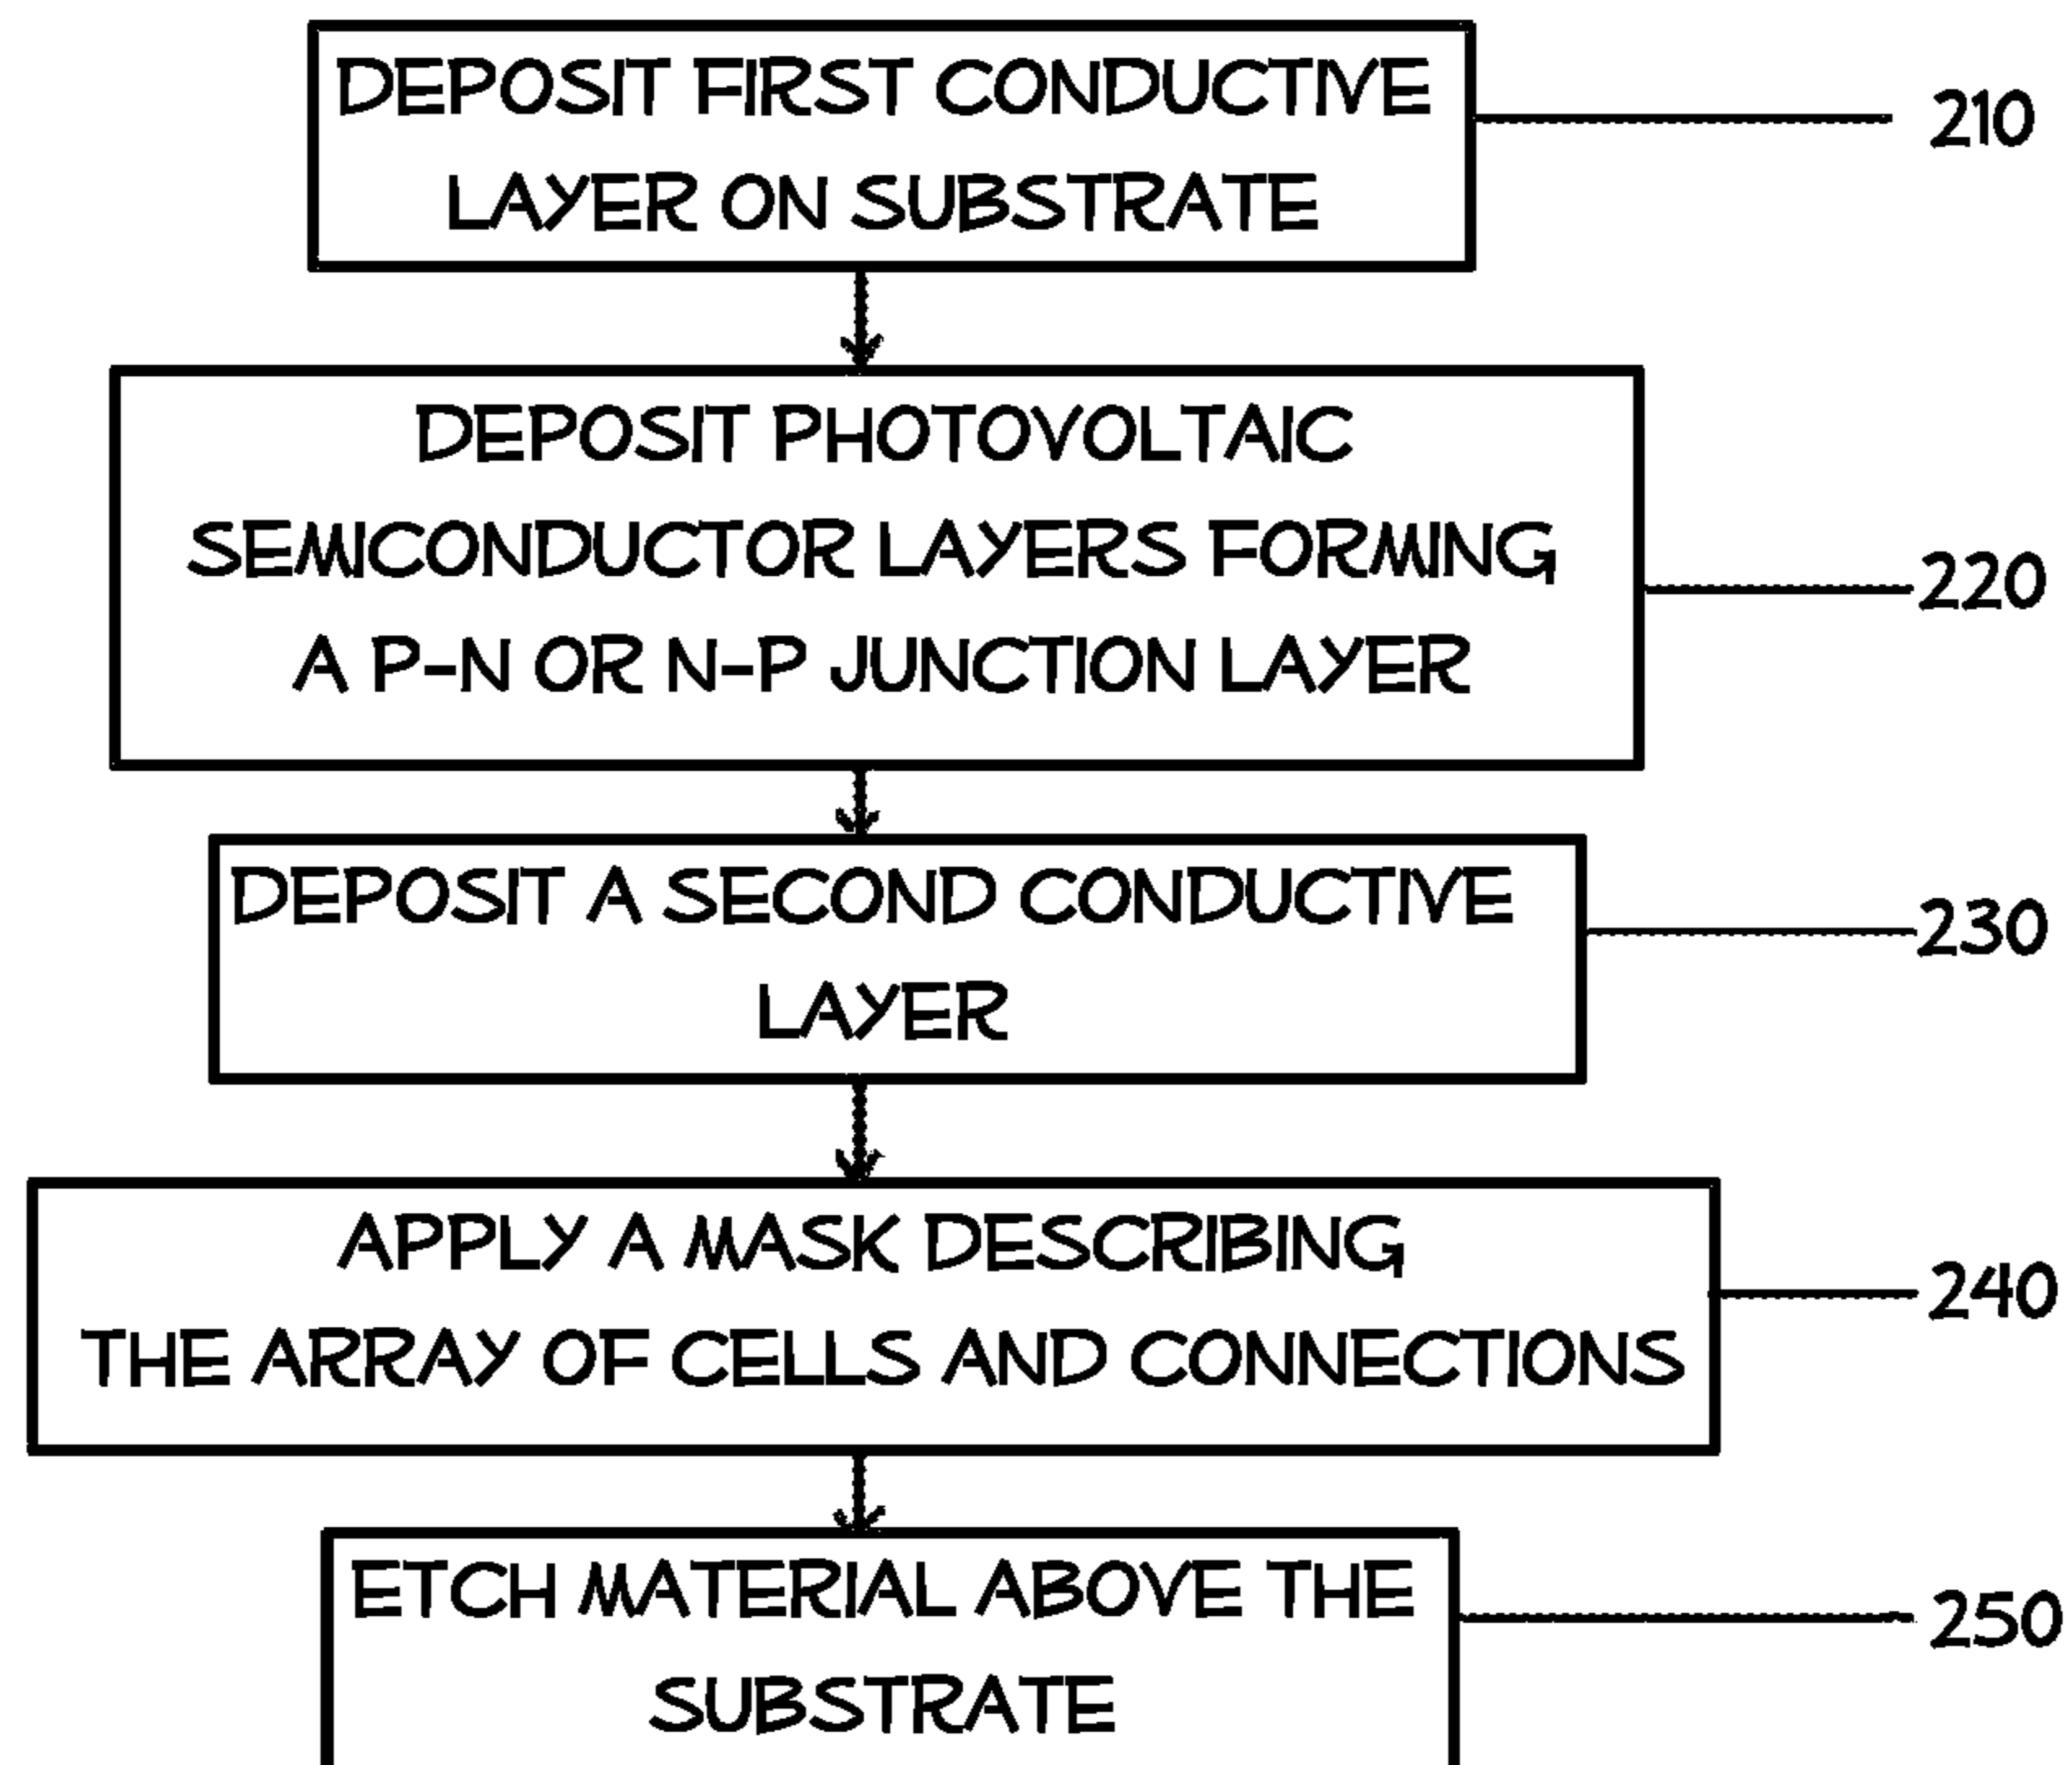 DEPOSIT FIRST CONDUCTIVE
LAYER ON SUBSTRATE
210
DEPOSIT PHOTOVOLTAIC
SEMICONDUCTOR LAYERS FORMING
A P-N OR N-P JUNCTION LAYER
220
DEPOSIT A SECOND CONDUCTIVE
LAYER
230
APPLY A MASK DESCRIBING
THE ARRAY OF CELLS AND CONNECTIONS
240
ETCH MATERIAL ABOVE THE
SUBSTRATE
250